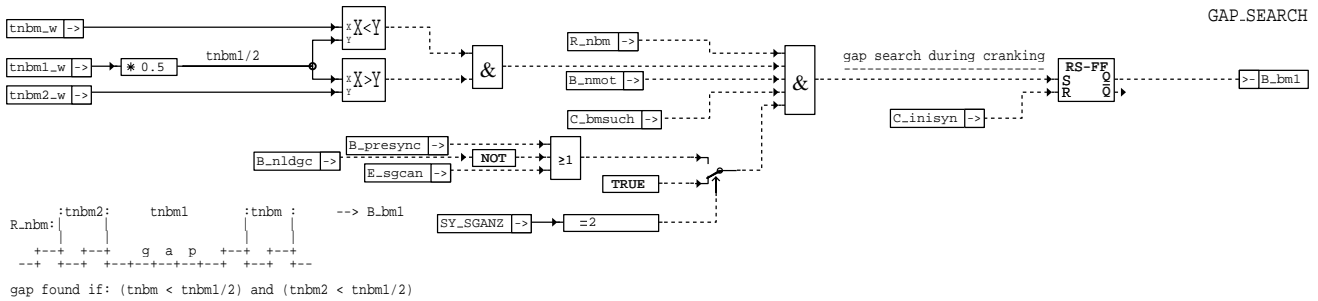 GAP_SEARCH
tnbm_w ->
X X<Y
Y
tnbm1_w ->
* 0.5
tnbm1/2
tnbm2_w ->
X X>Y
Y
&
R_nbm ->
B_nmot ->
C_bmsuch ->
&
gap search during cranking
RS-FF
S Q
R Q
C_inisyn ->
>- B_bm1
B_presync ->
B_nldgc ->
NOT
E_sgcan ->
≥1
TRUE
SY_SGANZ ->
=2
:tnbm2: tnbm1 :tnbm : --> B_bm1
R_nbm:| | | |
| | | |
+--+ +--+ g a p +--+ +--+
--+ +--+ +--+--+--+--+--+ +--+ +--
gap found if: (tnbm < tnbm1/2) and (tnbm2 < tnbm1/2)